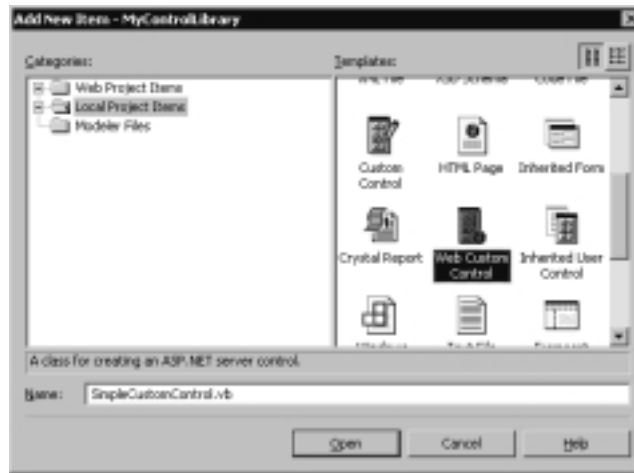 Add New Item - MyControlLibrary
Categories:
Templates:
Web Project Items
Local Project Items
Modeler Files
Custom Control
HTML Page
Inherited Form
Crystal Report
Web Custom Control
Inherited User Control
A class for creating an ASP.NET server control.
Name: SimpleCustomControl.vb
Open
Cancel
Help